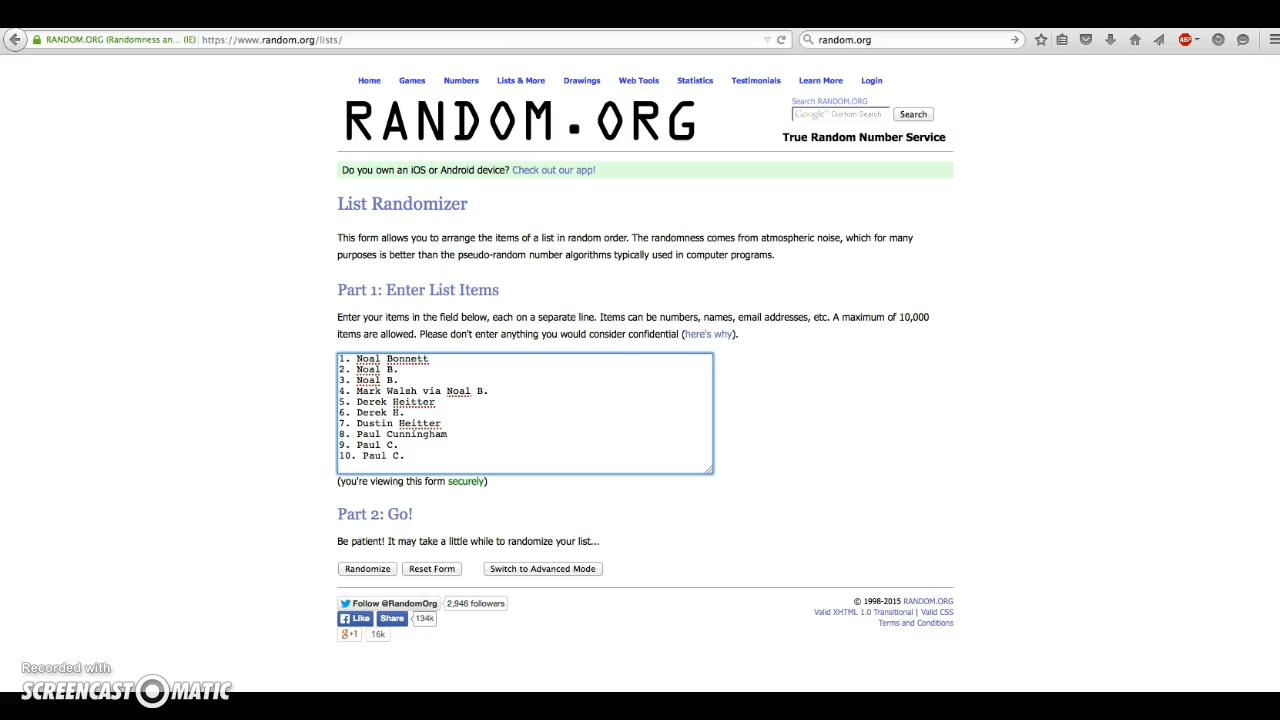 RANDOM.ORG (Randomness an... (IE) https://www.random.org/lists/ random.org ABP
Home Games Numbers Lists & More Drawings Web Tools Statistics Testimonials Learn More Login
RANDOM.ORG
Search RANDOM.ORG
Google™ Custom Search Search
True Random Number Service
Do you own an iOS or Android device? Check out our app!
List Randomizer
This form allows you to arrange the items of a list in random order. The randomness comes from atmospheric noise, which for many
purposes is better than the pseudo-random number algorithms typically used in computer programs.
Part 1: Enter List Items
Enter your items in the field below, each on a separate line. Items can be numbers, names, email addresses, etc. A maximum of 10,000
items are allowed. Please don't enter anything you would consider confidential (here's why).
1. Noal Bonnett
2. Noal B.
3. Noal B.
4. Mark Walsh via Noal B.
5. Derek Heitter
6. Derek H.
7. Dustin Heitter
8. Paul Cunningham
9. Paul C.
10. Paul C.
(you're viewing this form securely)
Part 2: Go!
Be patient! It may take a little while to randomize your list...
Randomize Reset Form Switch to Advanced Mode
Follow @RandomOrg 2,946 followers
Like Share 134k
g+1 16k
© 1998-2015 RANDOM.ORG
Valid XHTML 1.0 Transitional | Valid CSS
Terms and Conditions
Recorded with
SCREENCAST-O-MATIC